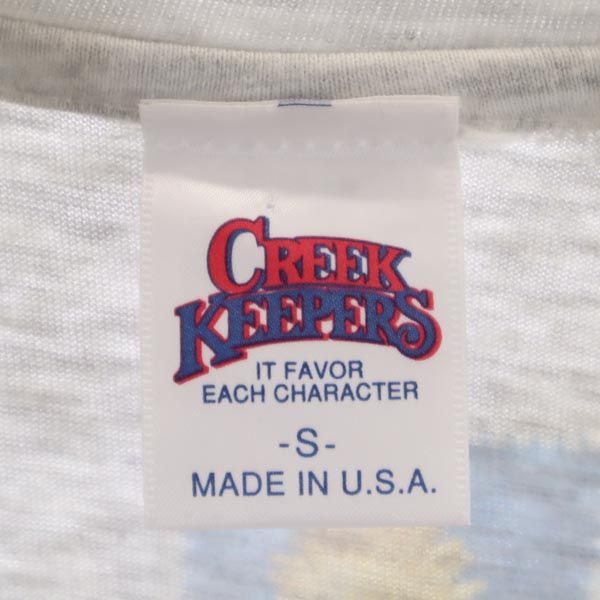 CREEK
KEEPERS
IT FAVOR
EACH CHARACTER
-S-
MADE IN U.S.A.